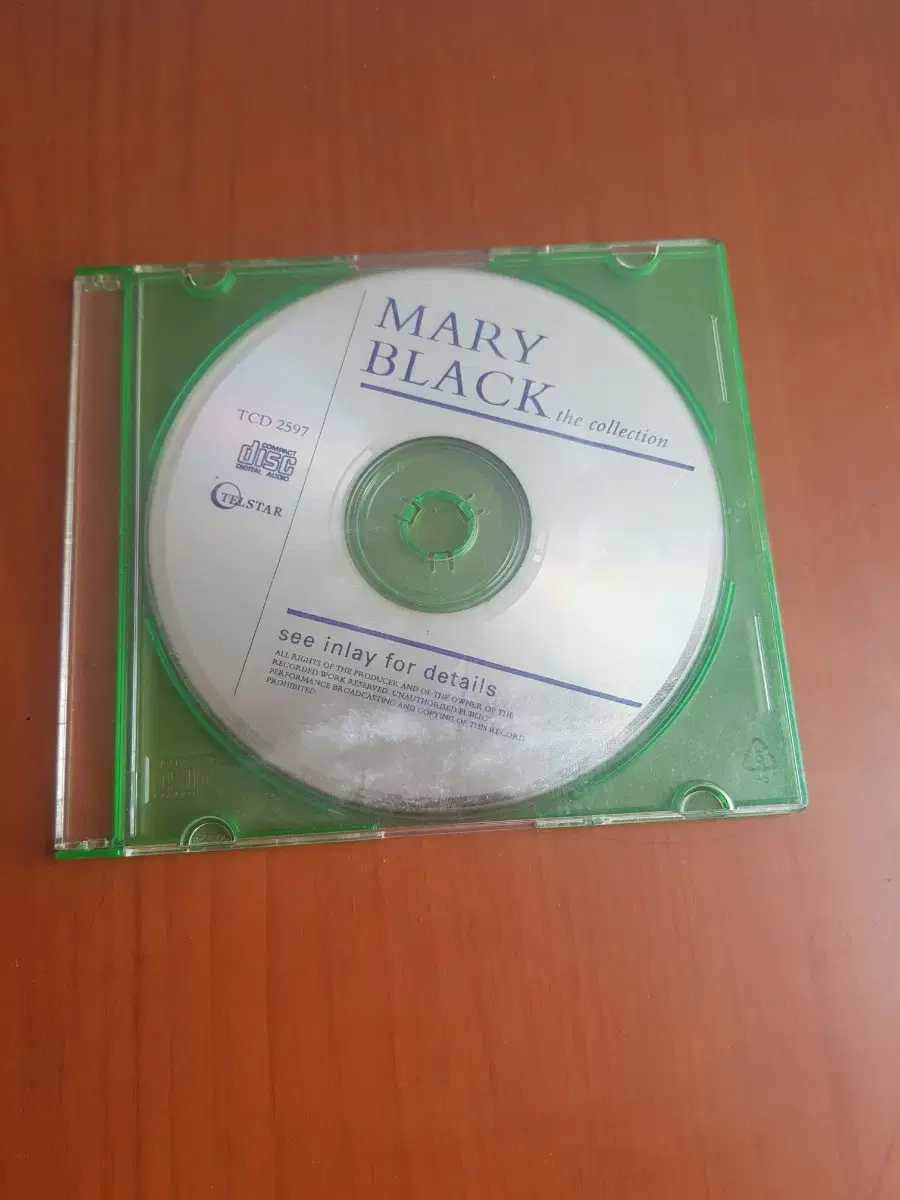 MARY
BLACK the collection
TCD 2597
COMPACT
disc
DIGITAL AUDIO
TELSTAR
see inlay for details
ALL RIGHTS OF THE PRODUCER AND OF THE OWNER OF THE
RECORDED WORK RESERVED. UNAUTHORISED PUBLIC
PERFORMANCE BROADCASTING AND COPYING OF THIS RECORD
PROHIBITED.